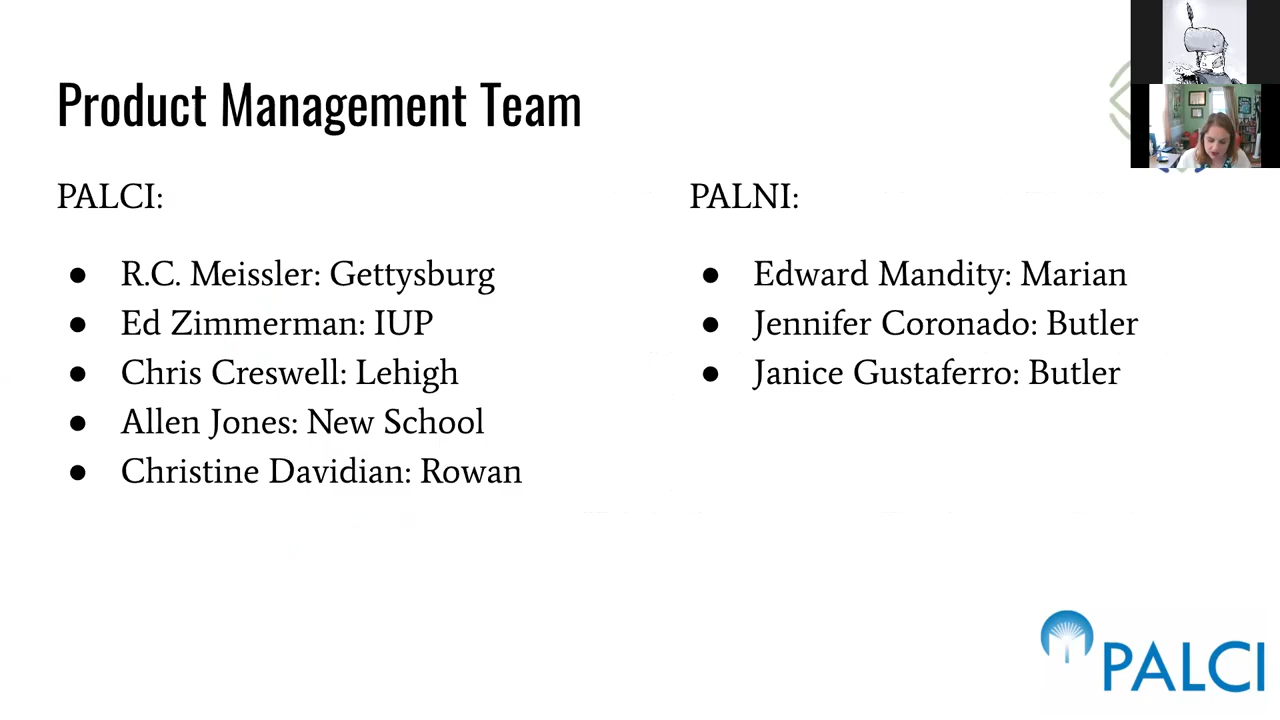 Product Management Team
PALCI:
R.C. Meissler: Gettysburg
Ed Zimmerman: IUP
Chris Creswell: Lehigh
Allen Jones: New School
Christine Davidian: Rowan
PALNI:
Edward Mandity: Marian
Jennifer Coronado: Butler
Janice Gustaferro: Butler
PALCI